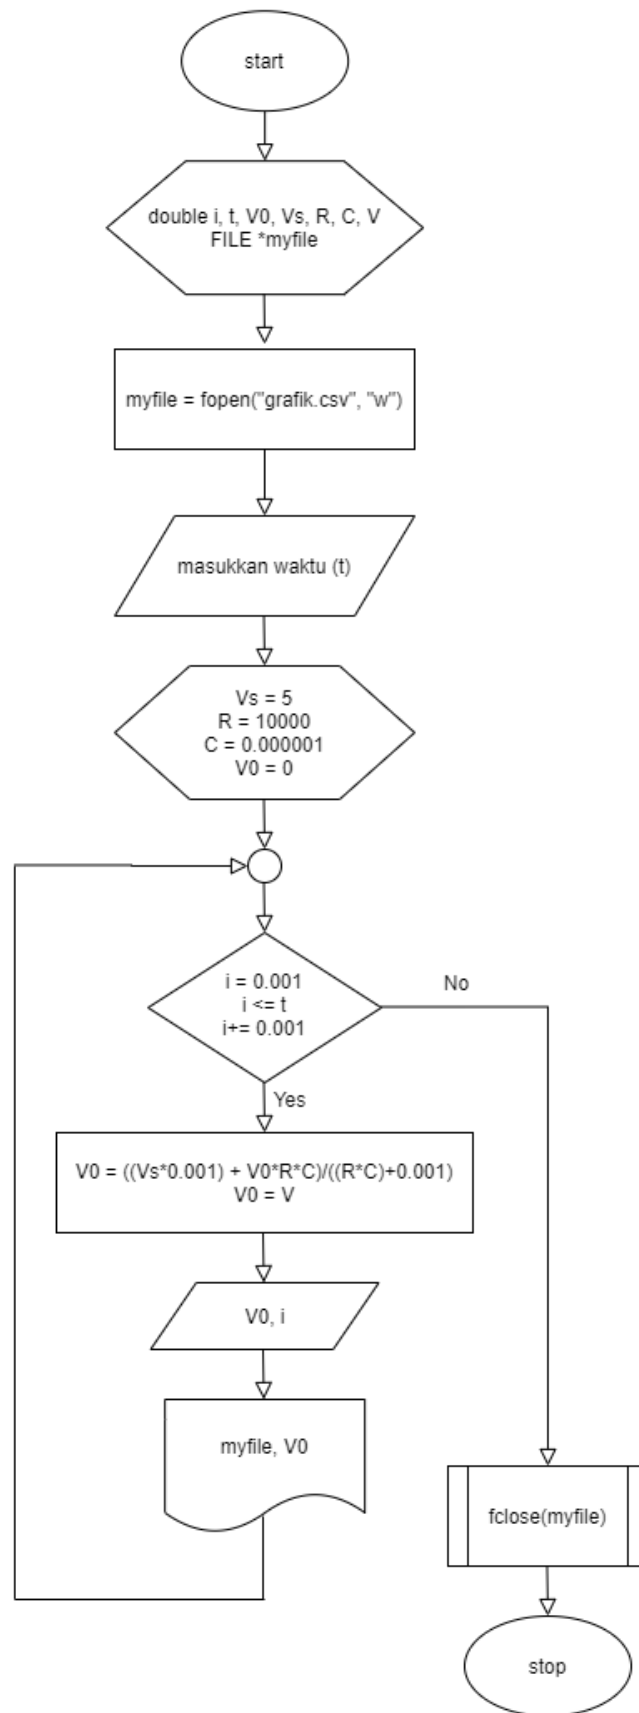 start
double i, t, V0, Vs, R, C, V
FILE *myfile
myfile = fopen("grafik.csv", "w")
masukkan waktu (t)
Vs = 5
R = 10000
C = 0.000001
V0 = 0
i = 0.001
i <= t
i+= 0.001
No
Yes
V0 = ((Vs*0.001) + V0*R*C)/((R*C)+0.001)
V0 = V
V0, i
myfile, V0
fclose(myfile)
stop